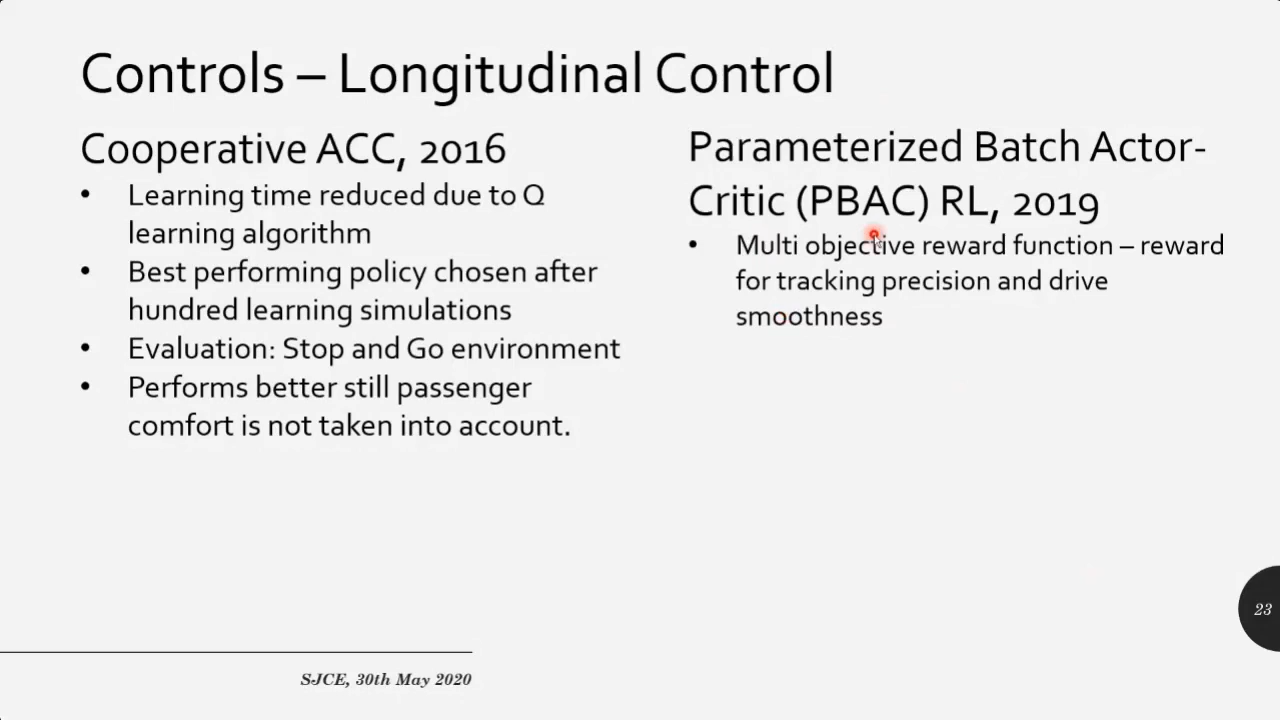 Controls – Longitudinal Control
Cooperative ACC, 2016
• Learning time reduced due to Q
learning algorithm
• Best performing policy chosen after
hundred learning simulations
• Evaluation: Stop and Go environment
• Performs better still passenger
comfort is not taken into account.
Parameterized Batch Actor-
Critic (PBAC) RL, 2019
• Multi objective reward function – reward
for tracking precision and drive
smoothness
23
SJCE, 30th May 2020